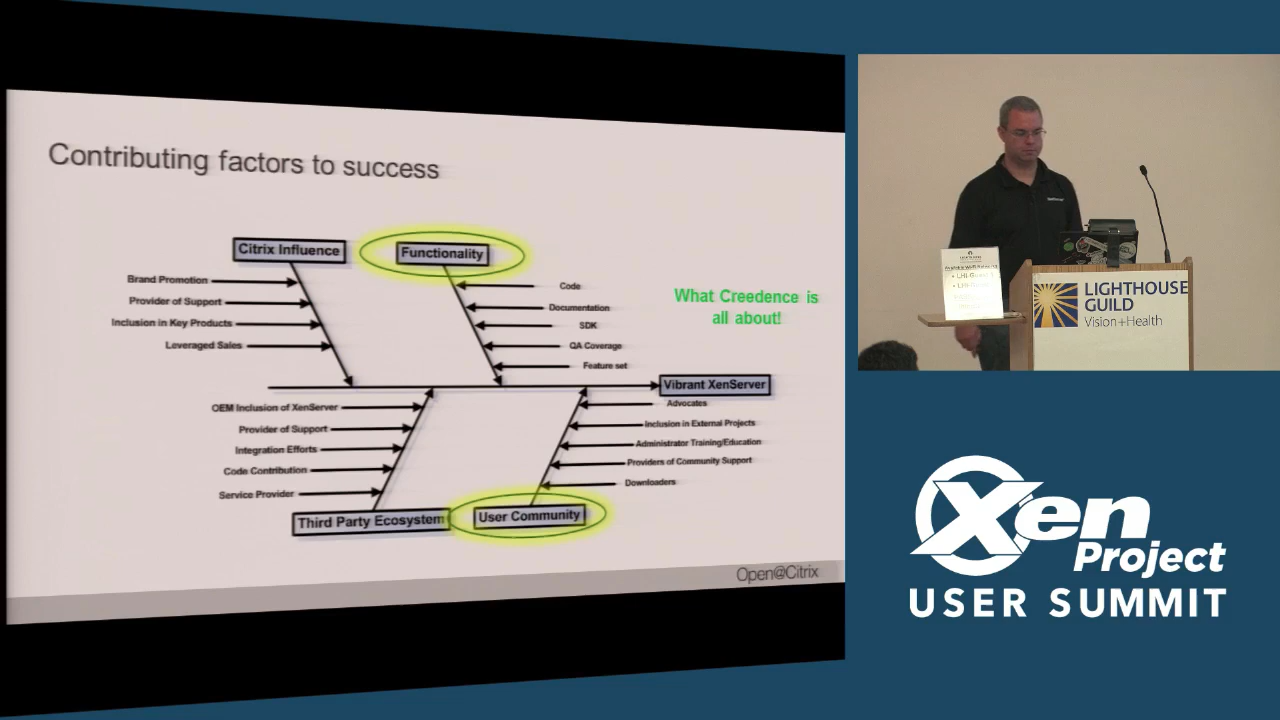 Contributing factors to success
Citrix Influence
Functionality
Brand Promotion
Provider of Support
Inclusion in Key Products
Leveraged Sales
Code
Documentation
SDK
QA Coverage
Feature set
What Creedence is
all about!
Vibrant XenServer
OEM Inclusion of XenServer
Provider of Support
Integration Efforts
Code Contribution
Service Provider
Advocates
Inclusion in External Projects
Administrator Training/Education
Providers of Community Support
Downloaders
Third Party Ecosystem
User Community
Open@Citrix
LIGHTHOUSE
GUILD
Vision+Health
Xen
Project
USER SUMMIT